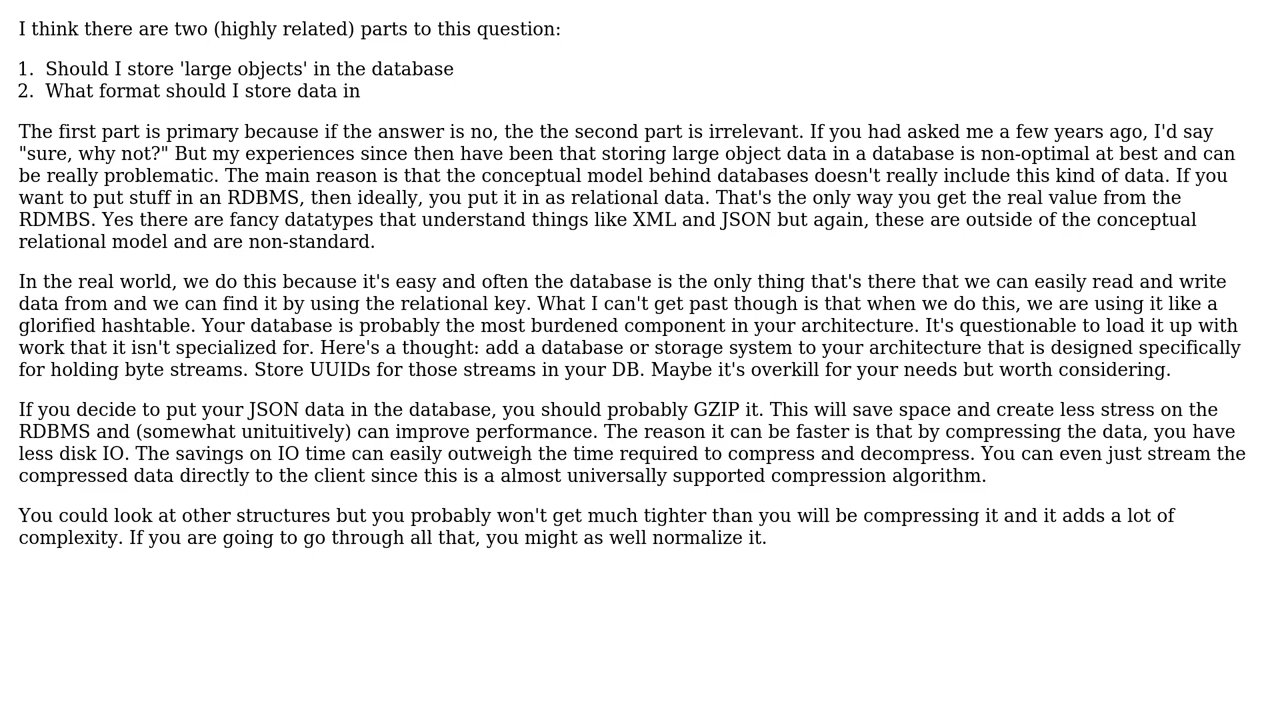 I think there are two (highly related) parts to this question:
1. Should I store 'large objects' in the database
2. What format should I store data in
The first part is primary because if the answer is no, the the second part is irrelevant. If you had asked me a few years ago, I'd say
"sure, why not?" But my experiences since then have been that storing large object data in a database is non-optimal at best and can
be really problematic. The main reason is that the conceptual model behind databases doesn't really include this kind of data. If you
want to put stuff in an RDBMS, then ideally, you put it in as relational data. That's the only way you get the real value from the
RDMBS. Yes there are fancy datatypes that understand things like XML and JSON but again, these are outside of the conceptual
relational model and are non-standard.
In the real world, we do this because it's easy and often the database is the only thing that's there that we can easily read and write
data from and we can find it by using the relational key. What I can't get past though is that when we do this, we are using it like a
glorified hashtable. Your database is probably the most burdened component in your architecture. It's questionable to load it up with
work that it isn't specialized for. Here's a thought: add a database or storage system to your architecture that is designed specifically
for holding byte streams. Store UUIDs for those streams in your DB. Maybe it's overkill for your needs but worth considering.
If you decide to put your JSON data in the database, you should probably GZIP it. This will save space and create less stress on the
RDBMS and (somewhat unituitively) can improve performance. The reason it can be faster is that by compressing the data, you have
less disk IO. The savings on IO time can easily outweigh the time required to compress and decompress. You can even just stream the
compressed data directly to the client since this is a almost universally supported compression algorithm.
You could look at other structures but you probably won't get much tighter than you will be compressing it and it adds a lot of
complexity. If you are going to go through all that, you might as well normalize it.